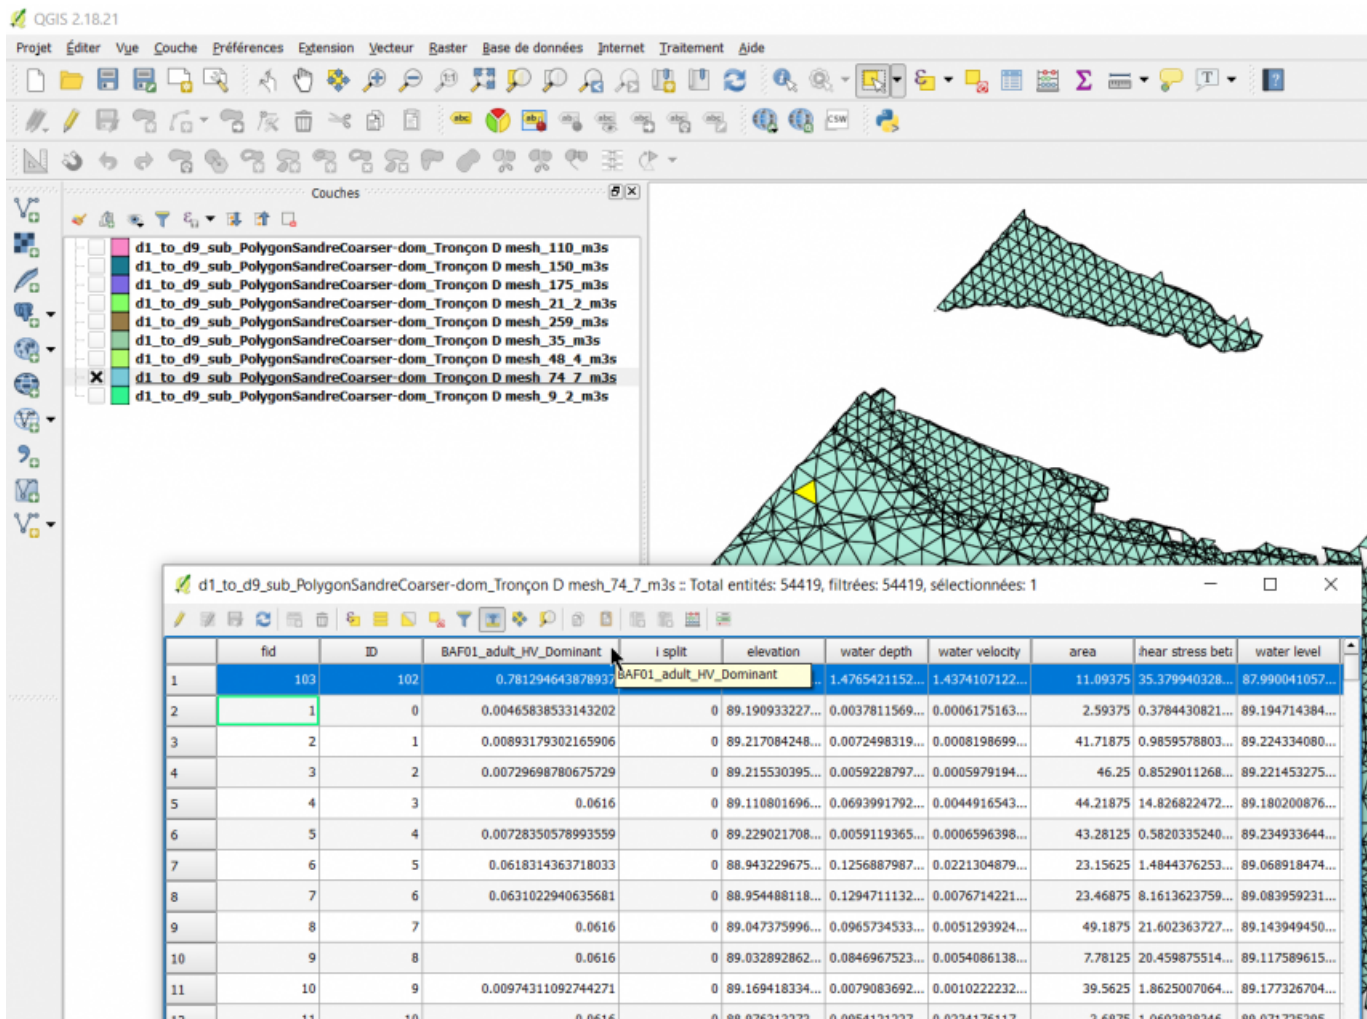 QGIS 2.18.21
Projet Éditer Vue Couche Préférences Extension Vecteur Raster Base de données Internet Traitement Aide
Couches
d1_to_d9_sub_PolygonSandreCoarser-dom_Tronçon D mesh_110_m3s
d1_to_d9_sub_PolygonSandreCoarser-dom_Tronçon D mesh_150_m3s
d1_to_d9_sub_PolygonSandreCoarser-dom_Tronçon D mesh_175_m3s
d1_to_d9_sub_PolygonSandreCoarser-dom_Tronçon D mesh_21_2_m3s
d1_to_d9_sub_PolygonSandreCoarser-dom_Tronçon D mesh_259_m3s
d1_to_d9_sub_PolygonSandreCoarser-dom_Tronçon D mesh_35_m3s
d1_to_d9_sub_PolygonSandreCoarser-dom_Tronçon D mesh_48_4_m3s
d1_to_d9_sub_PolygonSandreCoarser-dom_Tronçon D mesh_74_7_m3s
d1_to_d9_sub_PolygonSandreCoarser-dom_Tronçon D mesh_9_2_m3s
d1_to_d9_sub_PolygonSandreCoarser-dom_Tronçon D mesh_74_7_m3s :: Total entités: 54419, filtrées: 54419, sélectionnées: 1
fid ID BAF01_adult_HV_Dominant i split elevation water depth water velocity area hear stress beta water level
1 103 102 0.781294643878937 BAF01_adult_HV_Dominant 1.4765421152... 1.4374107122... 11.09375 35.379940328... 87.990041057...
2 1 0 0.00465838533143202 0 89.190933227... 0.0037811569... 0.0006175163... 2.59375 0.3784430821... 89.194714384...
3 2 1 0.00893179302165906 0 89.217084248... 0.0072498319... 0.0008198699... 41.71875 0.9859578803... 89.224334080...
4 3 2 0.00729698780675729 0 89.215530395... 0.0059228797... 0.0005979194... 46.25 0.8529011268... 89.221453275...
5 4 3 0.0616 0 89.110801696... 0.0693991792... 0.0044916543... 44.21875 14.826822472... 89.180200876...
6 5 4 0.00728350578993559 0 89.229021708... 0.0059119365... 0.0006596398... 43.28125 0.5820335240... 89.234933644...
7 6 5 0.0618314363718033 0 88.943229675... 0.1256887987... 0.0221304879... 23.15625 1.4844376253... 89.068918474...
8 7 6 0.0631022940635681 0 88.954488118... 0.1294711132... 0.0076714221... 23.46875 8.1613623759... 89.083959231...
9 8 7 0.0616 0 89.047375996... 0.0965734533... 0.0051293924... 49.1875 21.602363727... 89.143949450...
10 9 8 0.0616 0 89.032892862... 0.0846967523... 0.0054086138... 7.78125 20.459875514... 89.117589615...
11 10 9 0.00974311092744271 0 89.169418334... 0.0079083692... 0.0010222232... 39.5625 1.8625007064... 89.177326704...